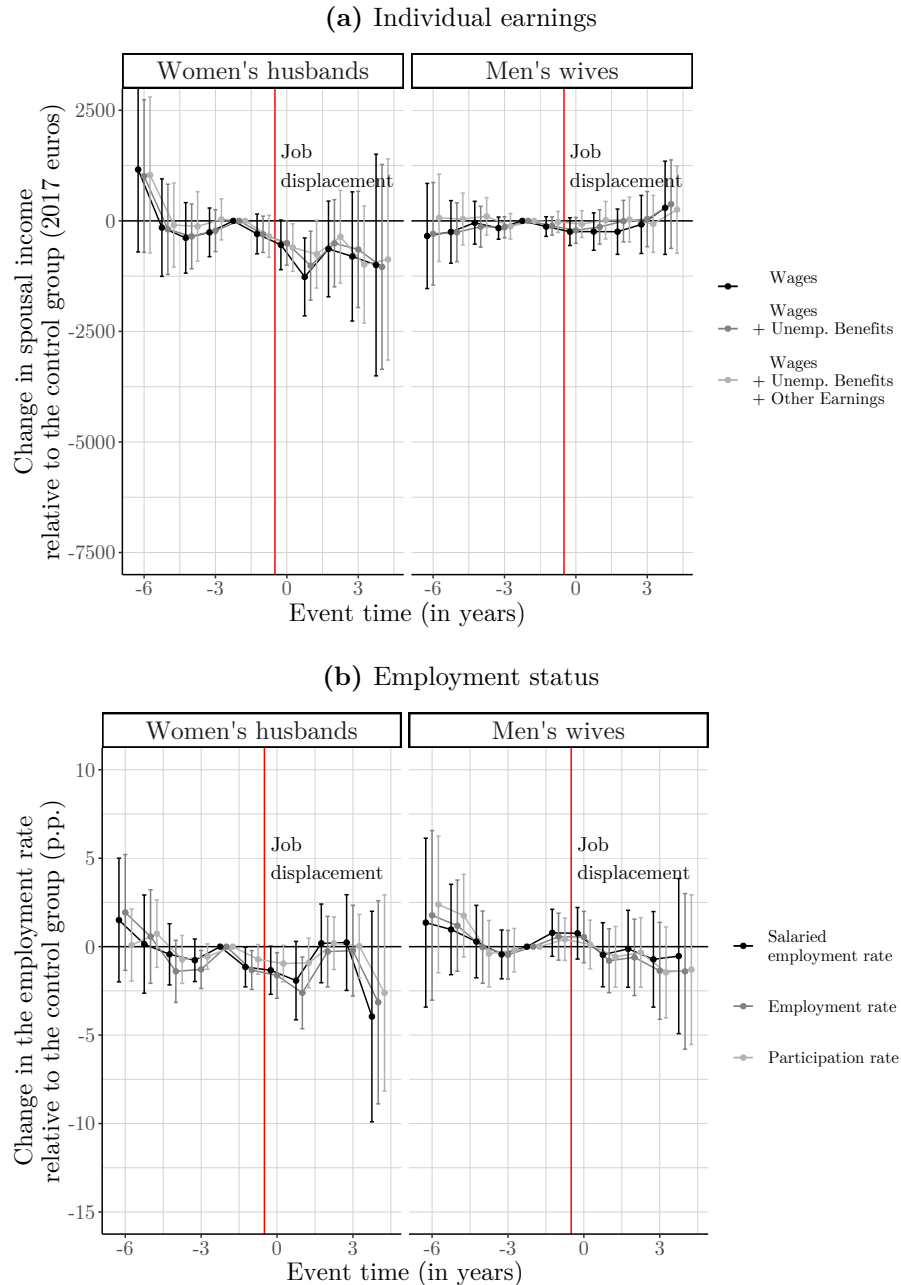 (a) Individual earnings
Women's husbands
Men's wives
Change in spousal income
relative to the control group (2017 euros)
2500
0
-2500
-5000
-7500
Job
displacement
Job
displacement
-6
-3
0
3
-6
-3
0
3
Event time (in years)
Wages
Wages
+ Unemp. Benefits
Wages
+ Unemp. Benefits
+ Other Earnings
(b) Employment status
Women's husbands
Men's wives
Change in the employment rate
relative to the control group (p.p.)
10
5
0
-5
-10
-15
Job
displacement
Job
displacement
-6
-3
0
3
-6
-3
0
3
Event time (in years)
Salaried
employment rate
Employment rate
Participation rate